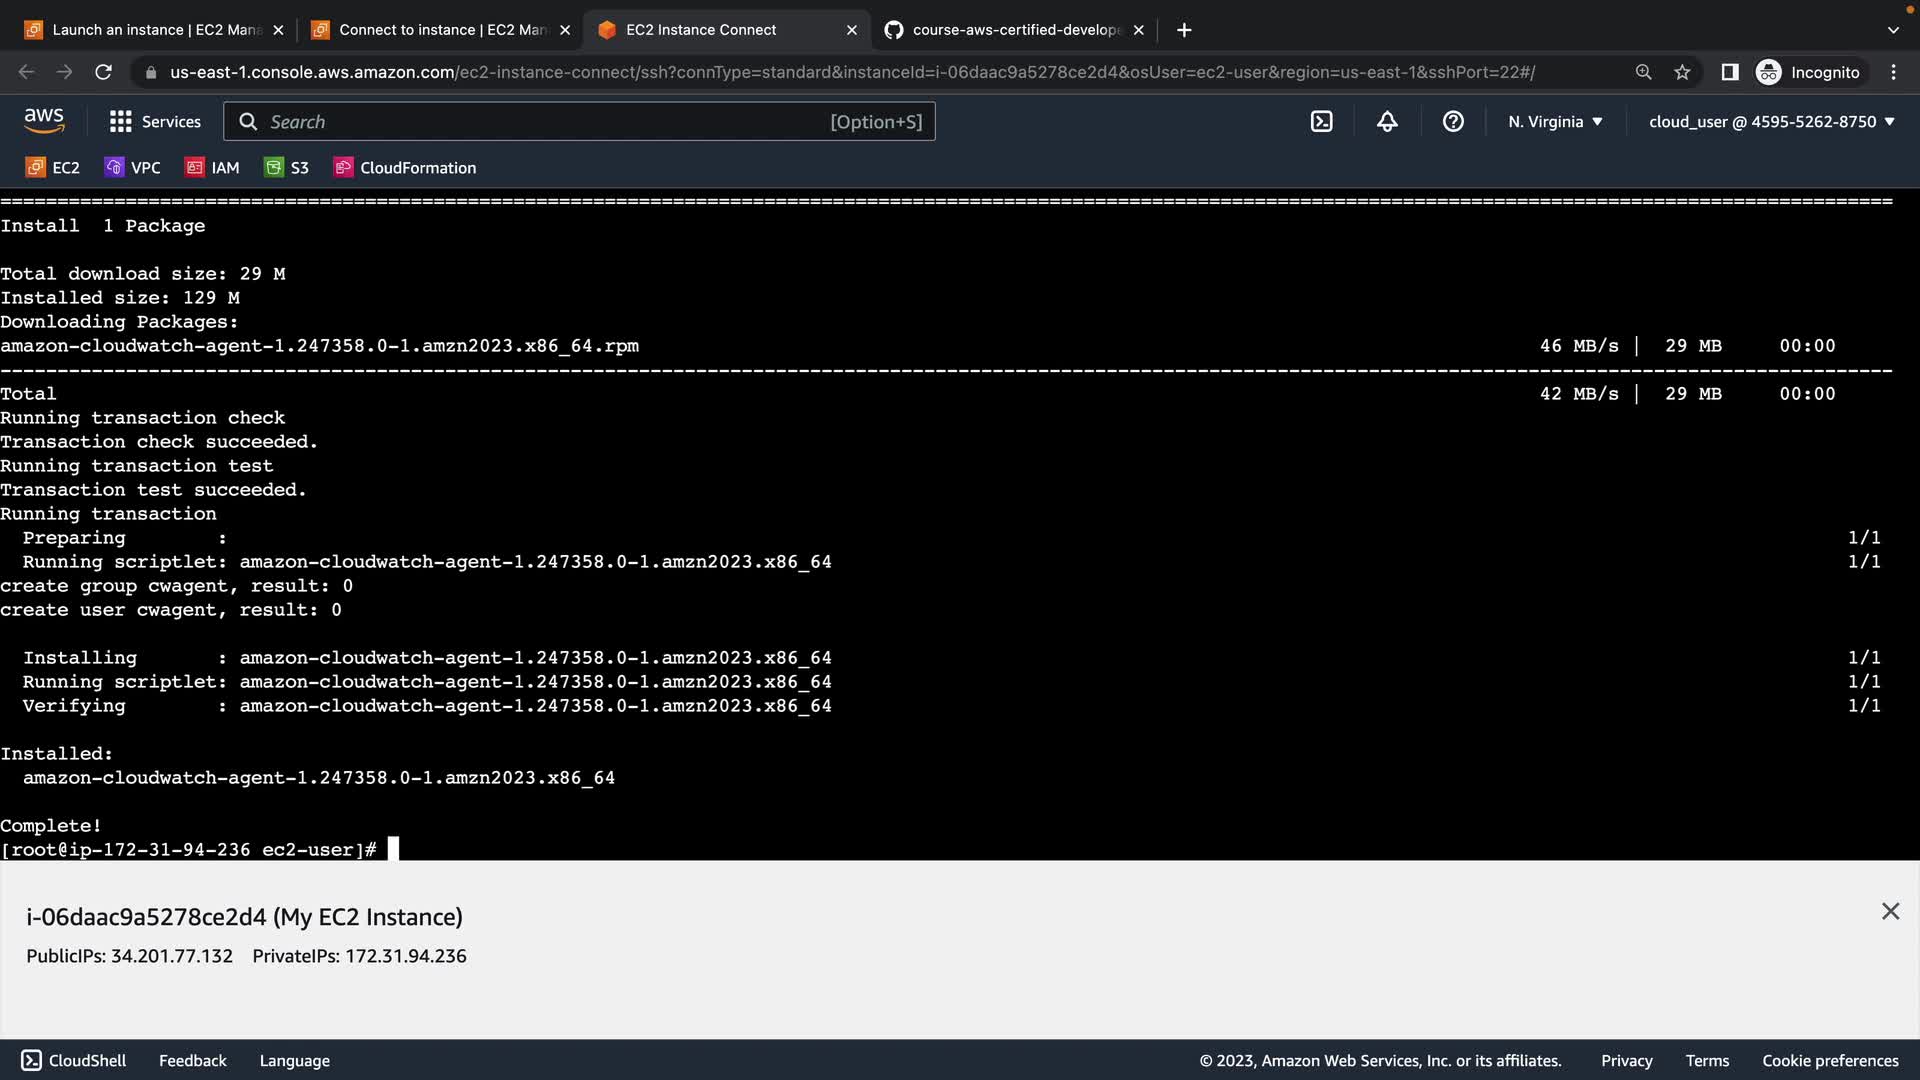 Launch an instance | EC2 Mana
Connect to instance | EC2 Man
EC2 Instance Connect
course-aws-certified-develope
us-east-1.console.aws.amazon.com/ec2-instance-connect/ssh?connType=standard&instanceId=i-06daac9a5278ce2d4&osUser=ec2-user&region=us-east-1&sshPort=22#/
Incognito
aws
Services
Search
[Option+S]
N. Virginia
cloud_user @ 4595-5262-8750
EC2
VPC
IAM
S3
CloudFormation
================================================================================
Install  1 Package
Total download size: 29 M
Installed size: 129 M
Downloading Packages:
amazon-cloudwatch-agent-1.247358.0-1.amzn2023.x86_64.rpm 46 MB/s | 29 MB 00:00
--------------------------------------------------------------------------------
Total 42 MB/s | 29 MB 00:00
Running transaction check
Transaction check succeeded.
Running transaction test
Transaction test succeeded.
Running transaction
Preparing : 1/1
Running scriptlet: amazon-cloudwatch-agent-1.247358.0-1.amzn2023.x86_64 1/1
create group cwagent, result: 0
create user cwagent, result: 0
Installing : amazon-cloudwatch-agent-1.247358.0-1.amzn2023.x86_64 1/1
Running scriptlet: amazon-cloudwatch-agent-1.247358.0-1.amzn2023.x86_64 1/1
Verifying : amazon-cloudwatch-agent-1.247358.0-1.amzn2023.x86_64 1/1
Installed:
amazon-cloudwatch-agent-1.247358.0-1.amzn2023.x86_64
Complete!
[root@ip-172-31-94-236 ec2-user]#
i-06daac9a5278ce2d4 (My EC2 Instance)
PublicIPs: 34.201.77.132 PrivateIPs: 172.31.94.236
CloudShell
Feedback
Language
© 2023, Amazon Web Services, Inc. or its affiliates.
Privacy
Terms
Cookie preferences